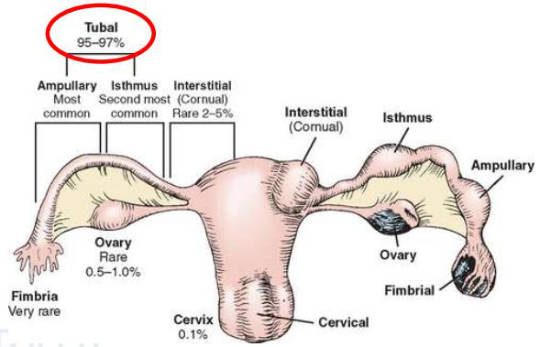 Tubal
95–97%
Ampullary
Most
common
Isthmus
Second most
common
Interstitial
(Cornual)
Rare 2–5%
Interstitial
(Cornual)
Isthmus
Ampullary
Ovary
Rare
0.5–1.0%
Ovary
Fimbria
Very rare
Fimbrial
Cervix
0.1%
Cervical